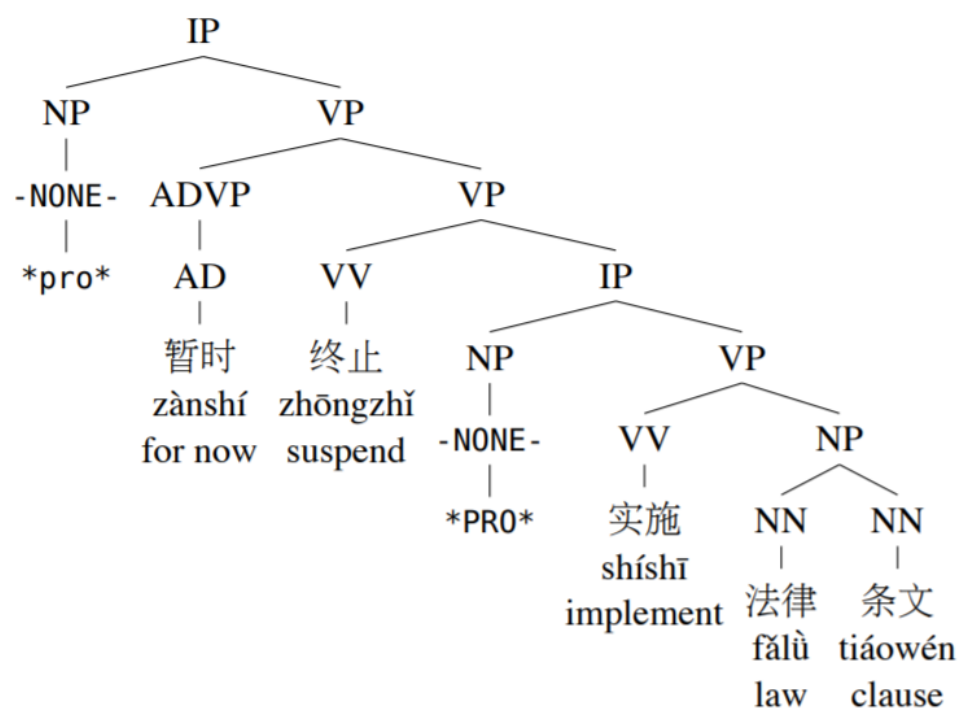 IP
NP VP
-NONE- ADVP VP
*pro* AD VV IP
暂时 终止 NP VP
zànshí zhōngzhǐ -NONE- VV NP
for now suspend *PRO* 实施 NN NN
shíshī 法律 条文
implement fǎlǜ tiáowén
law clause